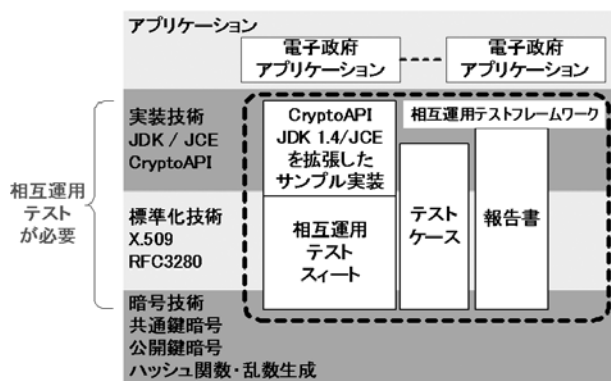 アプリケーション
電子政府
アプリケーション
電子政府
アプリケーション
相互運用
テスト
が必要
実装技術
JDK / JCE
CryptoAPI
CryptoAPI
JDK 1.4/JCE
を拡張した
サンプル実装
相互運用テストフレームワーク
標準化技術
X.509
RFC3280
相互運用
テスト
スィート
テスト
ケース
報告書
暗号技術
共通鍵暗号
公開鍵暗号
ハッシュ関数・乱数生成